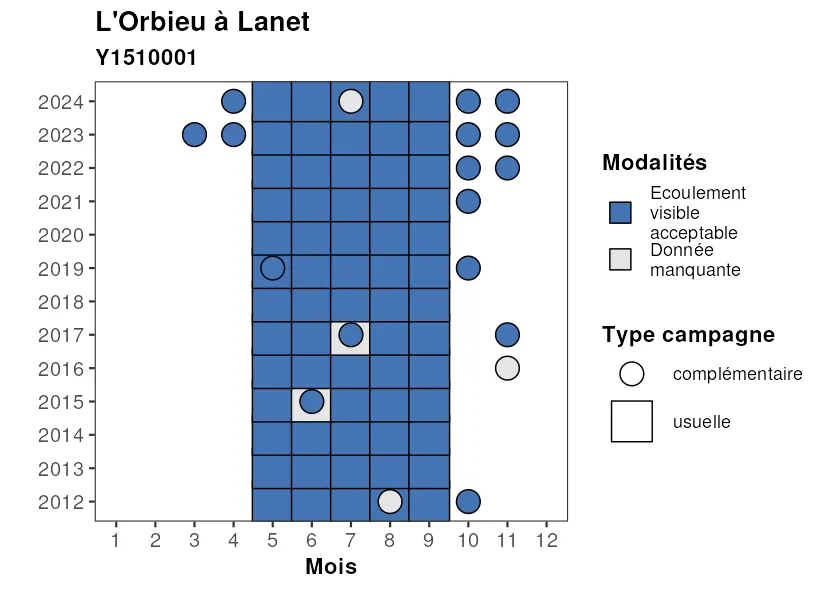 L'Orbieu à Lanet
Y1510001
2024
2023
2022
2021
2020
2019
2018
2017
2016
2015
2014
2013
2012
1 2 3 4 5 6 7 8 9 10 11 12
Mois
Modalités
Ecoulement
visible
acceptable
Donnée
manquante
Type campagne
complémentaire
usuelle